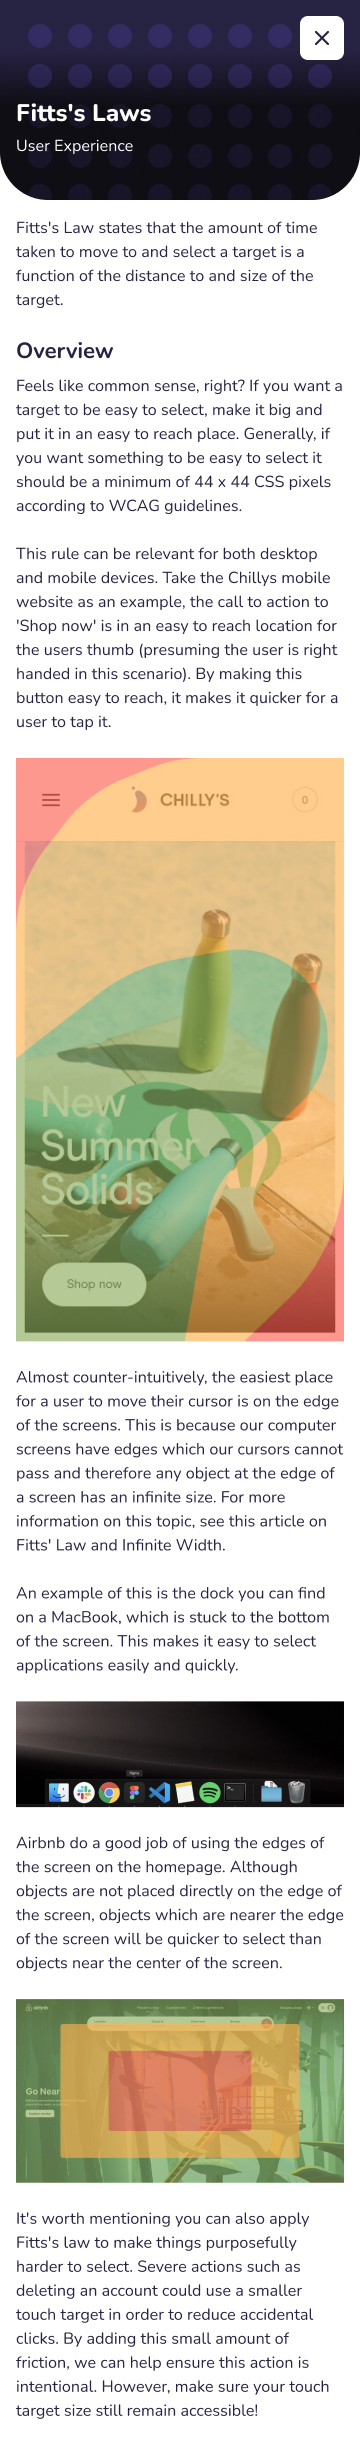 Fitts's Laws
User Experience
Fitts's Law states that the amount of time
taken to move to and select a target is a
function of the distance to and size of the
target.
Overview
Feels like common sense, right? If you want a
target to be easy to select, make it big and
put it in an easy to reach place. Generally, if
you want something to be easy to select it
should be a minimum of 44 x 44 CSS pixels
according to WCAG guidelines.
This rule can be relevant for both desktop
and mobile devices. Take the Chillys mobile
website as an example, the call to action to
'Shop now' is in an easy to reach location for
the users thumb (presuming the user is right
handed in this scenario). By making this
button easy to reach, it makes it quicker for a
user to tap it.
CHILLY'S
0
New
Summer
Solids
Shop now
Almost counter-intuitively, the easiest place
for a user to move their cursor is on the edge
of the screens. This is because our computer
screens have edges which our cursors cannot
pass and therefore any object at the edge of
a screen has an infinite size. For more
information on this topic, see this article on
Fitts' Law and Infinite Width.
An example of this is the dock you can find
on a MacBook, which is stuck to the bottom
of the screen. This makes it easy to select
applications easily and quickly.
Airbnb do a good job of using the edges of
the screen on the homepage. Although
objects are not placed directly on the edge of
the screen, objects which are nearer the edge
of the screen will be quicker to select than
objects near the center of the screen.
airbnb
Go Near
It's worth mentioning you can also apply
Fitts's law to make things purposefully
harder to select. Severe actions such as
deleting an account could use a smaller
touch target in order to reduce accidental
clicks. By adding this small amount of
friction, we can help ensure this action is
intentional. However, make sure your touch
target size still remain accessible!